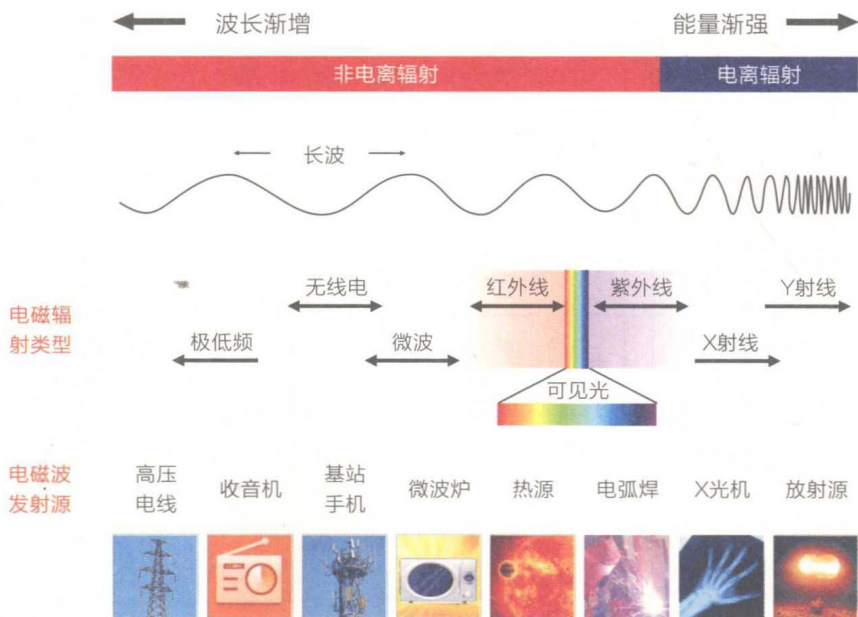 波长渐增
能量渐强
非电离辐射
电离辐射
长波
电磁辐
射类型
无线电
红外线
紫外线
Y射线
极低频
微波
X射线
可见光
电磁波
发射源
高压
电线
收音机
基站
手机
微波炉
热源
电弧焊
X光机
放射源